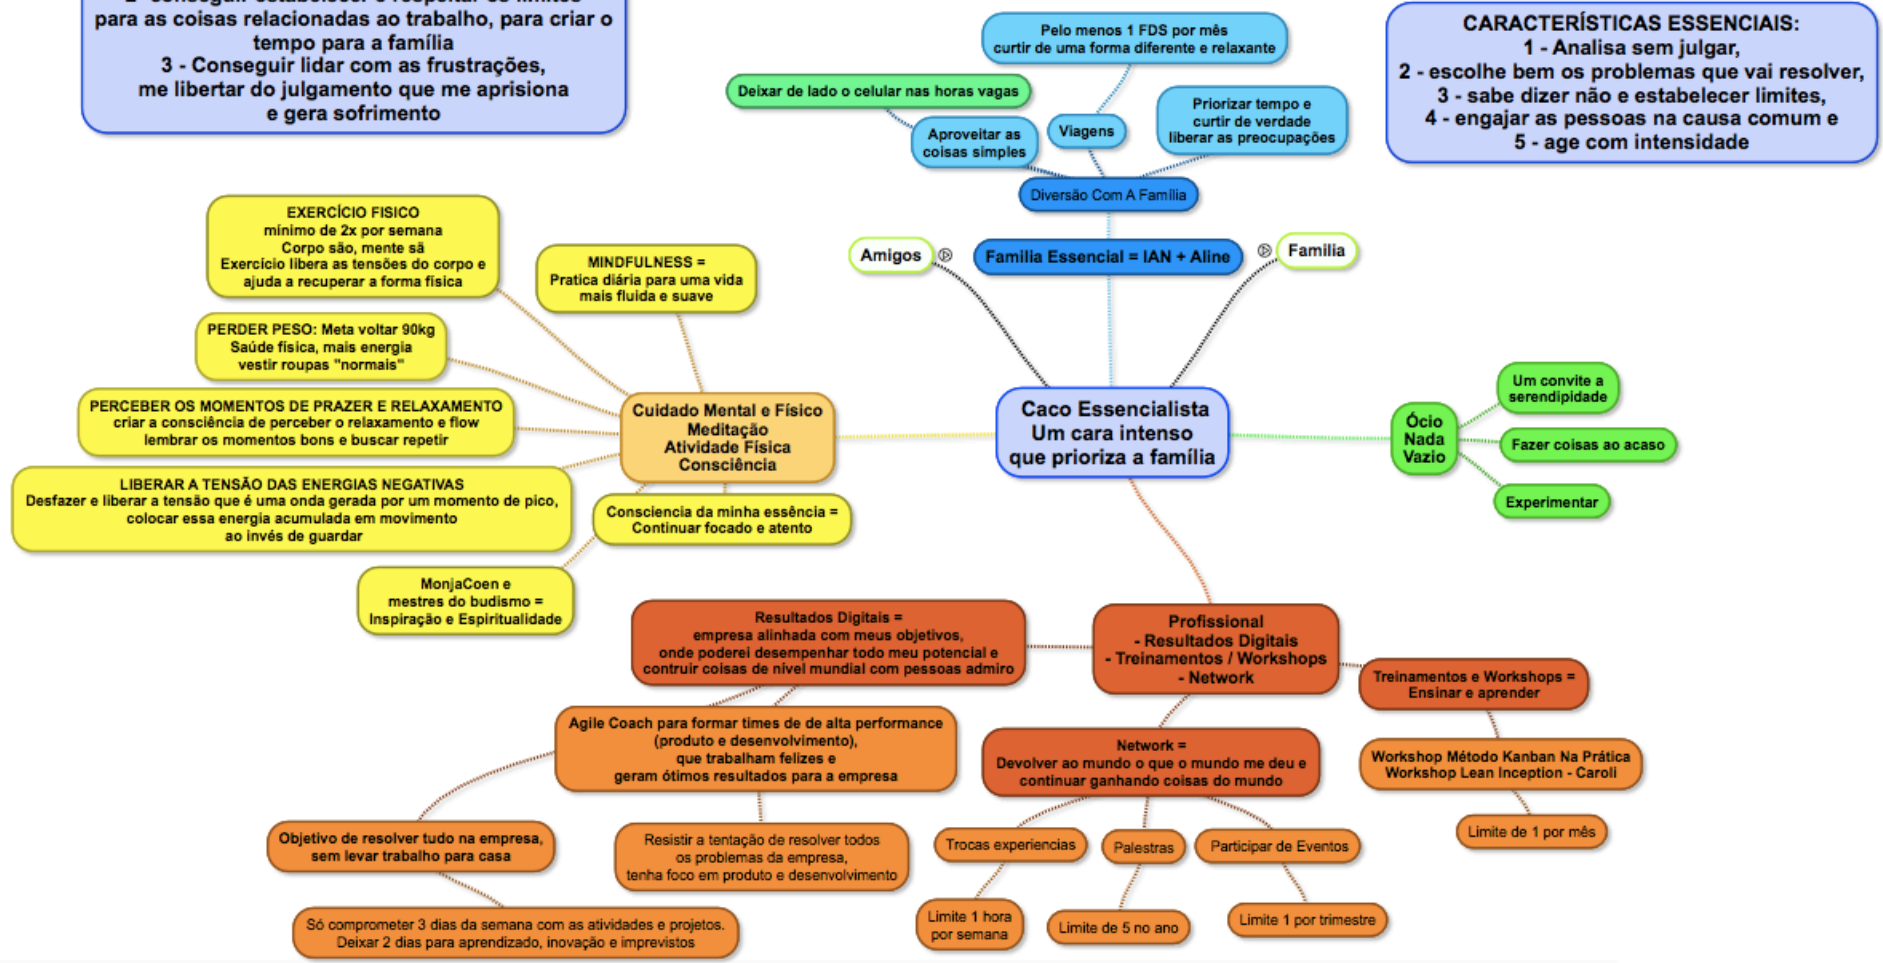 2 conseguir estabelecer e respeitar os limites
para as coisas relacionadas ao trabalho, para criar o
tempo para a família
3 - Conseguir lidar com as frustrações,
me libertar do julgamento que me aprisiona
e gera sofrimento
Pelo menos 1 FDS por mês
curtir de uma forma diferente e relaxante
Deixar de lado o celular nas horas vagas
Aproveitar as
coisas simples
Viagens
Priorizar tempo e
curtir de verdade
liberar as preocupações
Diversão Com A Família
CARACTERÍSTICAS ESSENCIAIS:
1 - Analisa sem julgar,
2 - escolhe bem os problemas que vai resolver,
3 - sabe dizer não e estabelecer limites,
4 - engajar as pessoas na causa comum e
5 - age com intensidade
Amigos
Familia Essencial = IAN + Aline
Familia
EXERCÍCIO FISICO
mínimo de 2x por semana
Corpo são, mente sã
Exercício libera as tensões do corpo e
ajuda a recuperar a forma física
MINDFULNESS =
Pratica diária para uma vida
mais fluida e suave
PERDER PESO: Meta voltar 90kg
Saúde física, mais energia
vestir roupas "normais"
PERCEBER OS MOMENTOS DE PRAZER E RELAXAMENTO
criar a consciência de perceber o relaxamento e flow
lembrar os momentos bons e buscar repetir
LIBERAR A TENSÃO DAS ENERGIAS NEGATIVAS
Desfazer e liberar a tensão que é uma onda gerada por um momento de pico,
colocar essa energia acumulada em movimento
ao invés de guardar
MonjaCoen e
mestres do budismo =
Inspiração e Espiritualidade
Cuidado Mental e Físico
Meditação
Atividade Física
Consciência
Consciencia da minha essência =
Continuar focado e atento
Caco Essencialista
Um cara intenso
que prioriza a família
Ócio
Nada
Vazio
Um convite a
serendipidade
Fazer coisas ao acaso
Experimentar
Resultados Digitais =
empresa alinhada com meus objetivos,
onde poderei desempenhar todo meu potencial e
contruir coisas de nível mundial com pessoas admiro
Profissional
- Resultados Digitais
- Treinamentos / Workshops
- Network
Treinamentos e Workshops =
Ensinar e aprender
Agile Coach para formar times de de alta performance
(produto e desenvolvimento),
que trabalham felizes e
geram ótimos resultados para a empresa
Network =
Devolver ao mundo o que o mundo me deu e
continuar ganhando coisas do mundo
Workshop Método Kanban Na Prática
Workshop Lean Inception - Caroli
Limite de 1 por mês
Objetivo de resolver tudo na empresa,
sem levar trabalho para casa
Resistir a tentação de resolver todos
os problemas da empresa,
tenha foco em produto e desenvolvimento
Trocas experiencias
Palestras
Participar de Eventos
Só comprometer 3 dias da semana com as atividades e projetos.
Deixar 2 dias para aprendizado, inovação e imprevistos
Limite 1 hora
por semana
Limite de 5 no ano
Limite 1 por trimestre